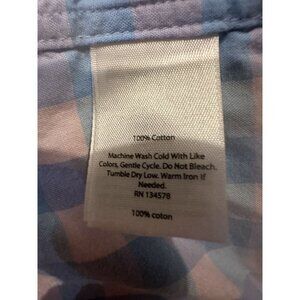 100% Cotton
Machine Wash Cold With Like
Colors, Gentle Cycle. Do Not Bleach.
Tumble Dry Low. Warm Iron If
Needed.
RN 134578
100% coton